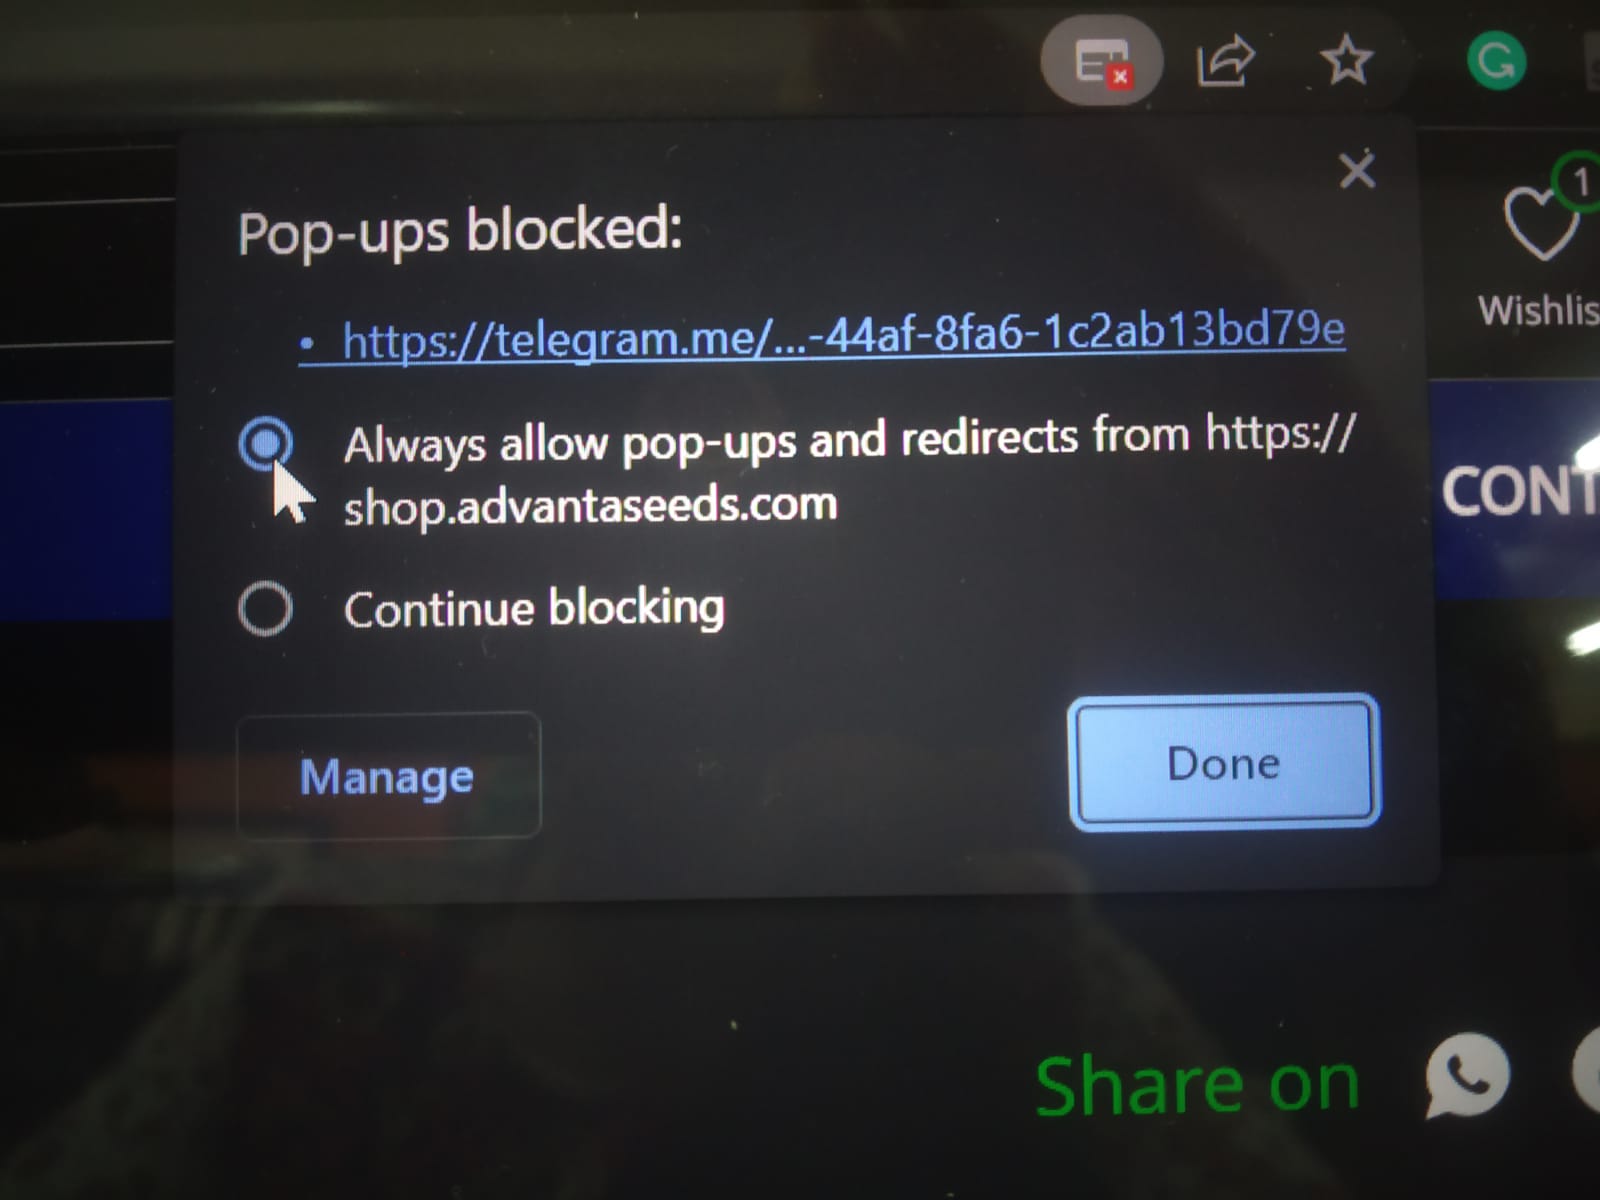 1
Wishlis
Pop-ups blocked:
• https://telegram.me/...-44af-8fa6-1c2ab13bd79e
Always allow pop-ups and redirects from https://
shop.advantaseeds.com
CONT
Continue blocking
Manage
Done
Share on